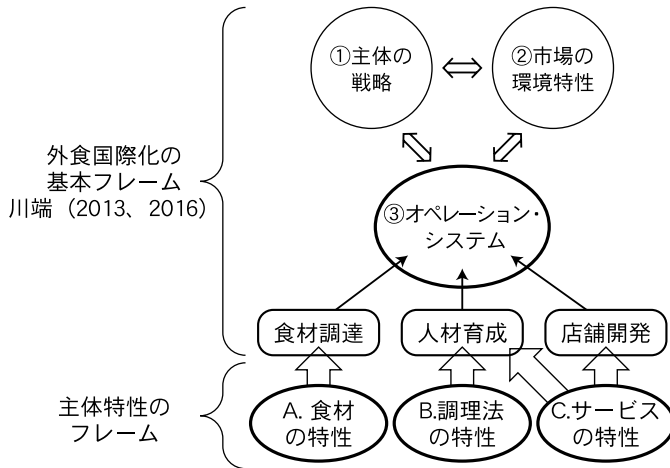 ①主体の
戦略
②市場の
環境特性
外食国際化の
基本フレーム
川端（2013、2016）
③オペレーション・
システム
食材調達
人材育成
店舗開発
主体特性の
フレーム
A. 食材
の特性
B.調理法
の特性
C.サービス
の特性